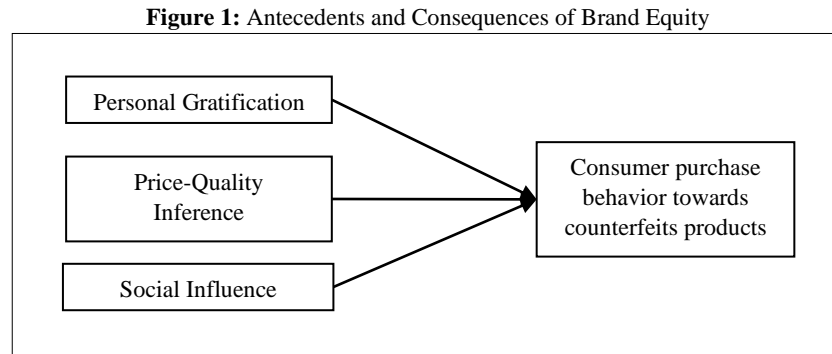 Figure 1: Antecedents and Consequences of Brand Equity
Personal Gratification
Price-Quality
Inference
Social Influence
Consumer purchase
behavior towards
counterfeits products